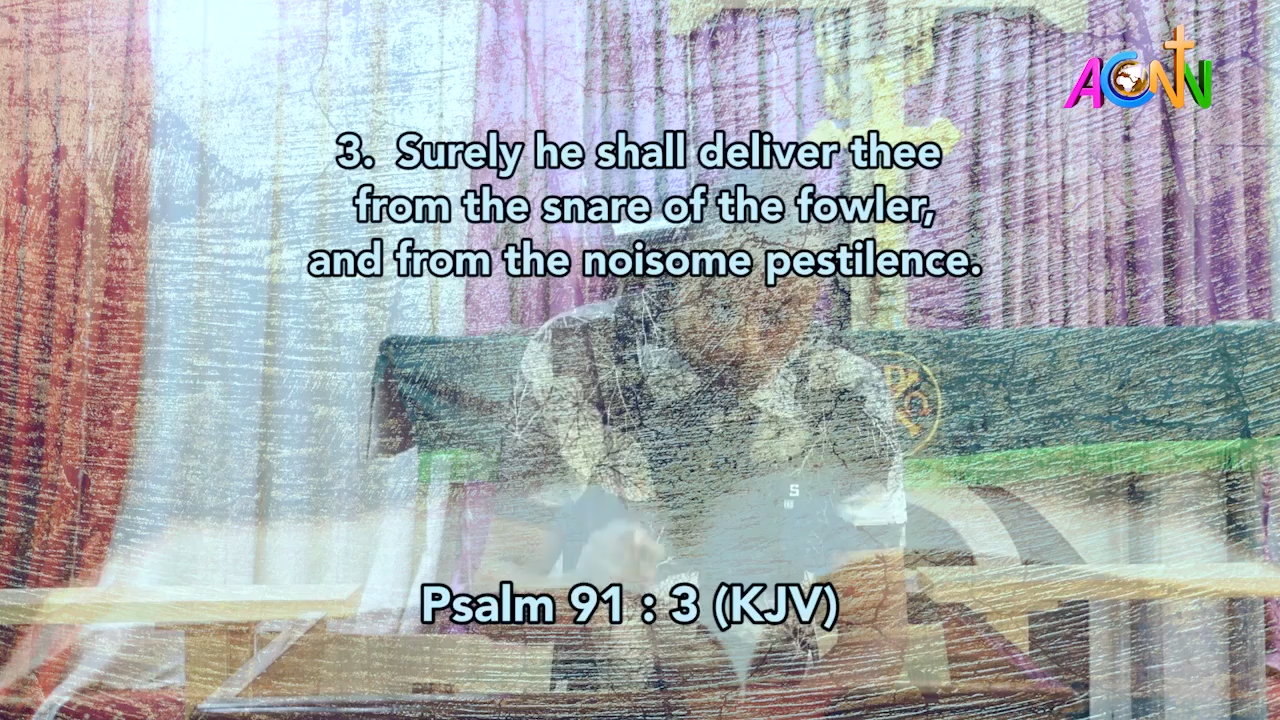 ACNN
3. Surely he shall deliver thee
from the snare of the fowler,
and from the noisome pestilence.
S
Psalm 91 : 3 (KJV)